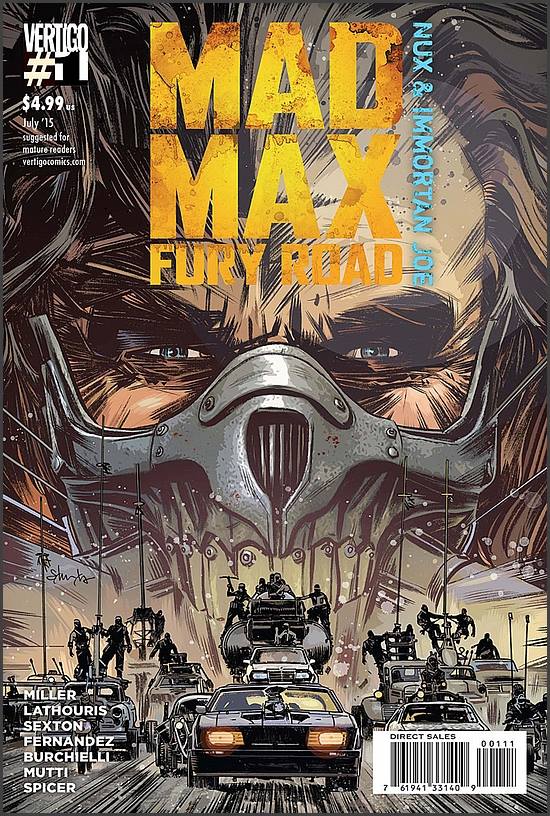 VERTIGO
#1
$4.99 US
July '15
suggested for
mature readers
vertigocomics.com
MAD
MAX
FURY ROAD
NUX & IMMORTAN JOE
MILLER
LATHOURIS
SEXTON
FERNANDEZ
BURCHIELLI
MUTTI
SPICER
DIRECT SALES
00111
7 61941 33140 9